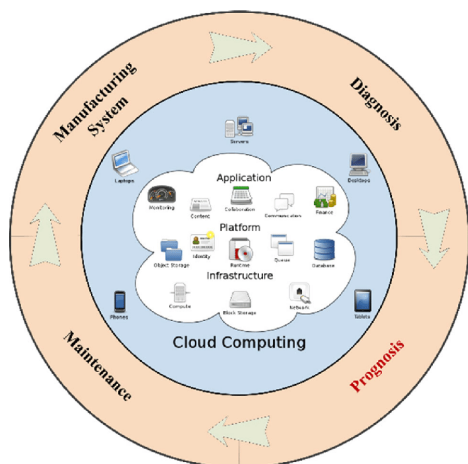 Manufacturing
System
Diagnosis
Servers
Laptops
Desktops
Application
Monitoring
Content
Collaboration
Communication
Finance
Platform
Object Storage
Identity
Runtime
Queue
Database
Infrastructure
Compute
Block Storage
Network
Phones
Tablets
Cloud Computing
Maintenance
Prognosis